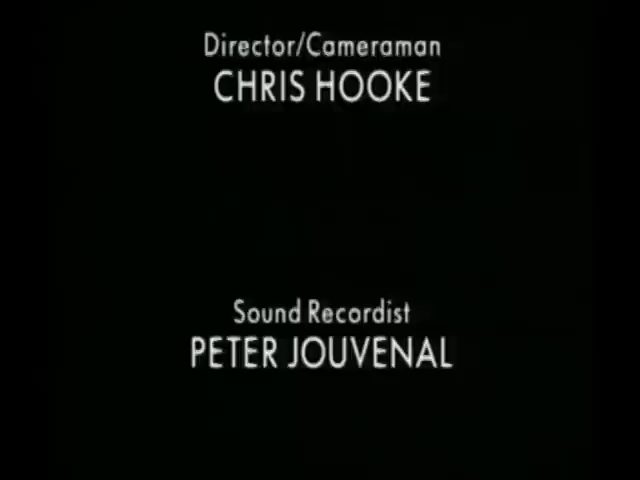 Director/Cameraman
CHRIS HOOKE
Sound Recordist
PETER JOUVENAL